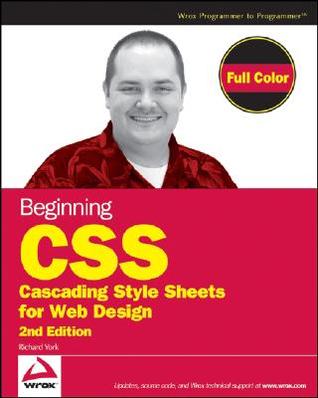 Wrox Programmer to Programmer™
Full Color
Beginning
CSS
Cascading Style Sheets
for Web Design
2nd Edition
Richard York
wrox™
Updates, source code, and Wrox technical support at www.wrox.com